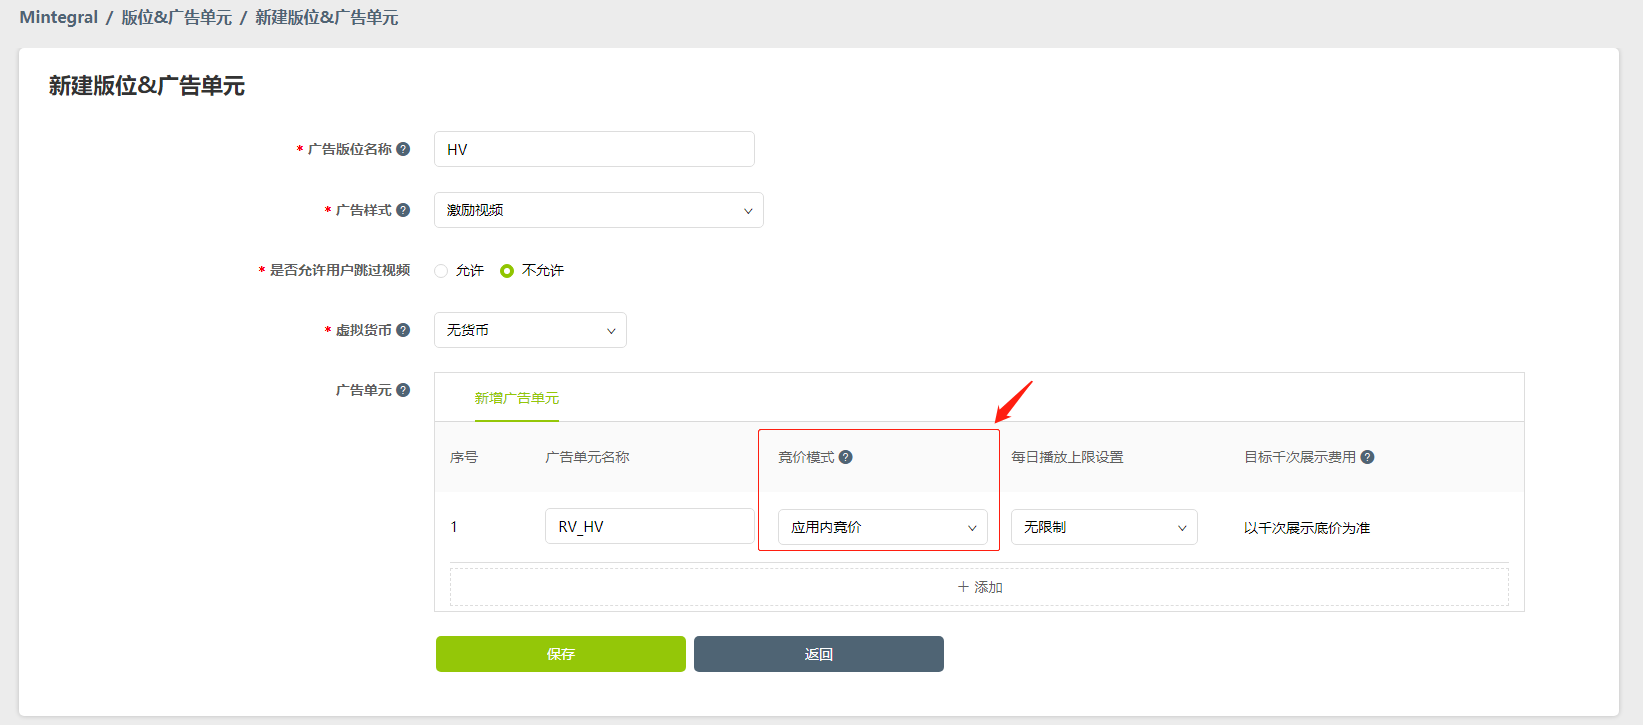 Mintegral / 版位&广告单元 / 新建版位&广告单元
新建版位&广告单元
* 广告版位名称 ? HV
* 广告样式 ? 激励视频
* 是否允许用户跳过视频 允许 不允许
* 虚拟货币 ? 无货币
广告单元 ? 新增广告单元
序号 广告单元名称 竞价模式 ? 每日播放上限设置 目标千次展示费用 ?
1 RV_HV 应用内竞价 无限制 以千次展示底价为准
+ 添加
保存 返回